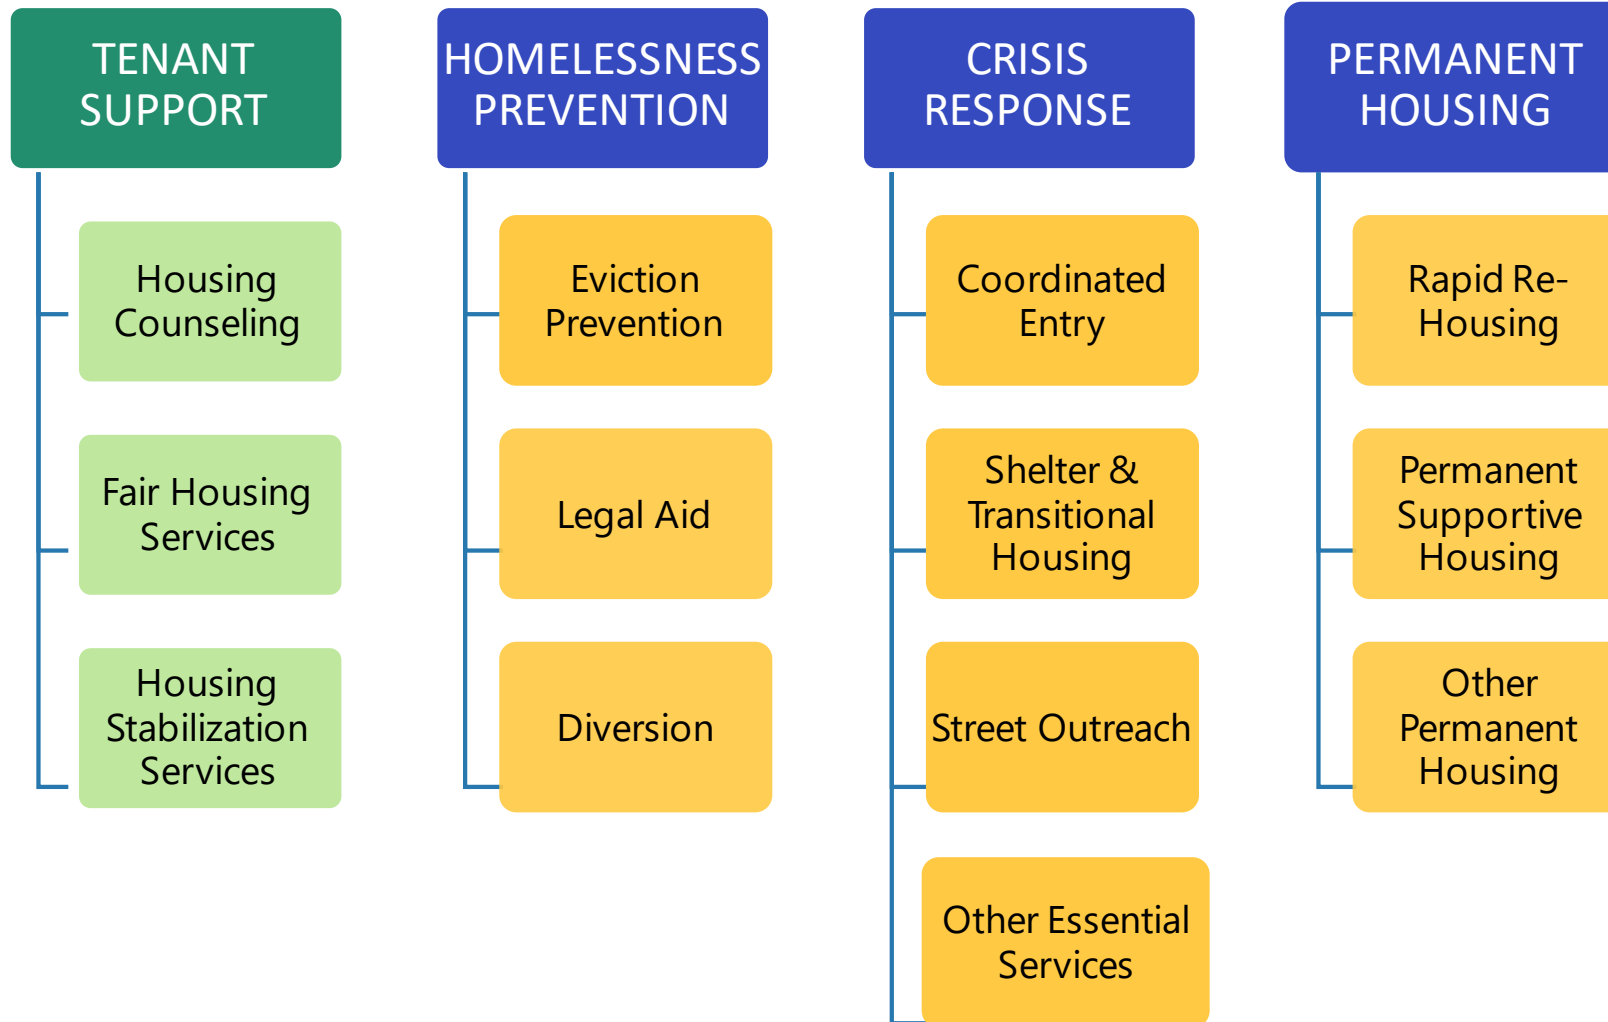 TENANT
SUPPORT
Housing
Counseling
Fair Housing
Services
Housing
Stabilization
Services
HOMELESSNESS
PREVENTION
Eviction
Prevention
Legal Aid
Diversion
CRISIS
RESPONSE
Coordinated
Entry
Shelter &
Transitional
Housing
Street Outreach
Other Essential
Services
PERMANENT
HOUSING
Rapid Re-
Housing
Permanent
Supportive
Housing
Other
Permanent
Housing